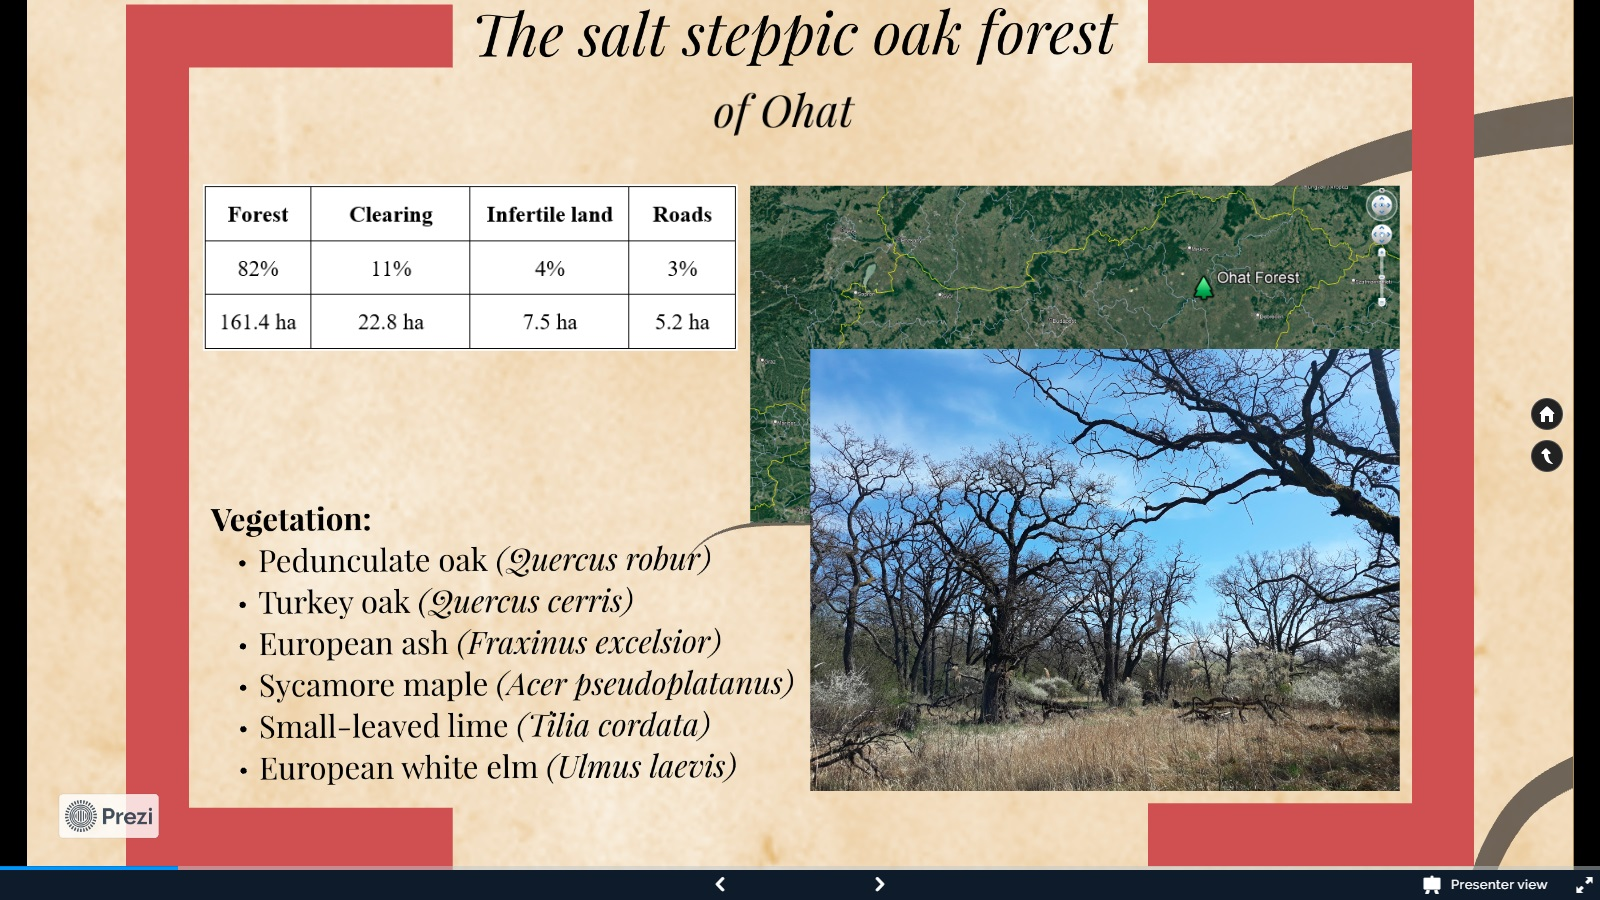 The salt steppic oak forest
of Ohat
Forest Clearing Infertile land Roads
82% 11% 4% 3%
161.4 ha 22.8 ha 7.5 ha 5.2 ha
Ohat Forest
Budapest
Debrecen
Vegetation:
• Pedunculate oak (Quercus robur)
• Turkey oak (Quercus cerris)
• European ash (Fraxinus excelsior)
• Sycamore maple (Acer pseudoplatanus)
• Small-leaved lime (Tilia cordata)
• European white elm (Ulmus laevis)
Prezi
Presenter view